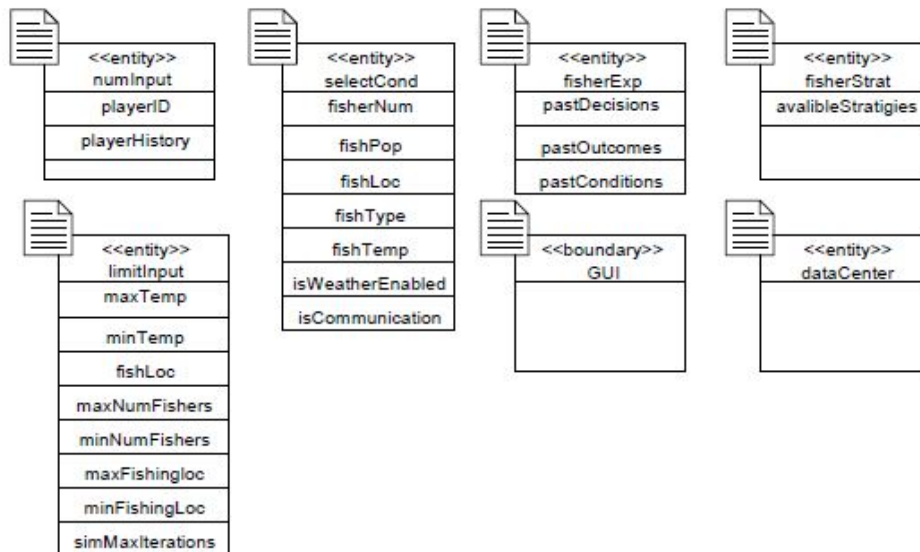 <<entity>>
numInput
playerID
playerHistory
<<entity>>
selectCond
fisherNum
fishPop
fishLoc
fishType
fishTemp
isWeatherEnabled
isCommunication
<<entity>>
fisherExp
pastDecisions
pastOutcomes
pastConditions
<<entity>>
fisherStrat
avalibleStratigies
<<entity>>
limitInput
maxTemp
minTemp
fishLoc
maxNumFishers
minNumFishers
maxFishingloc
minFishingLoc
simMaxIterations
<<boundary>>
GUI
<<entity>>
dataCenter